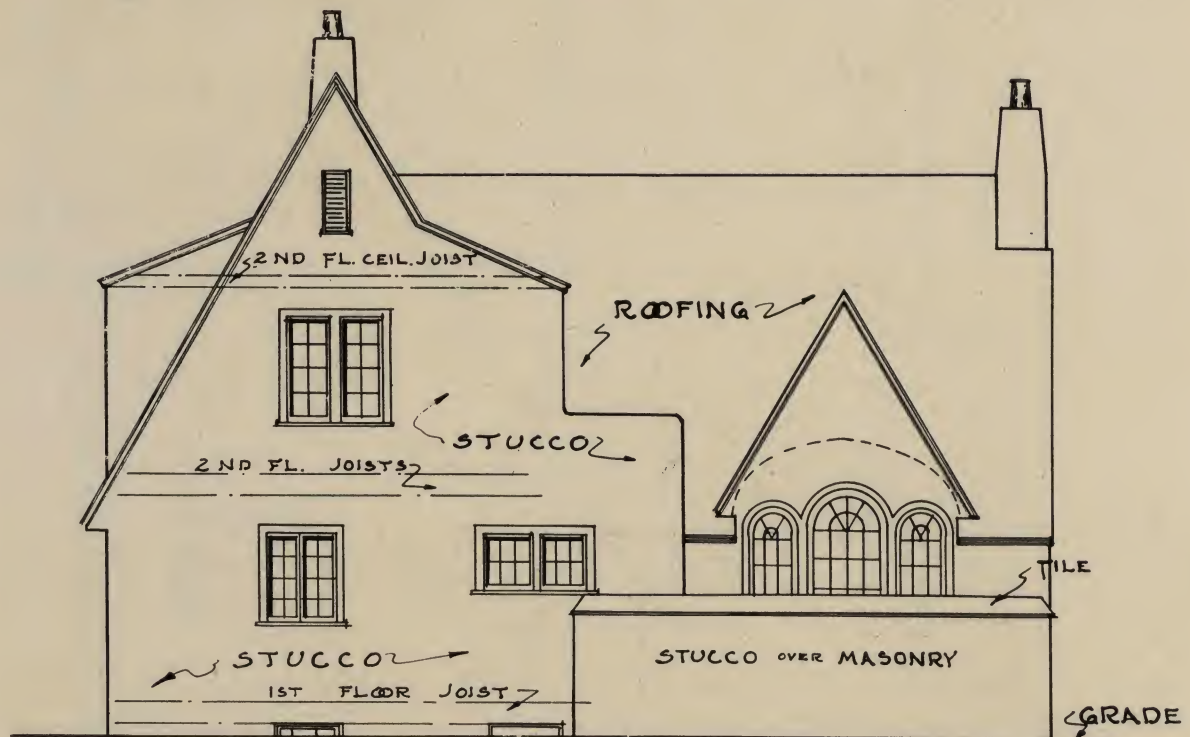 2ND FL. CEIL. JOIST
ROOFING
STUCCO
2ND FL. JOISTS
TILE
STUCCO
STUCCO OVER MASONRY
1ST FLOOR JOIST
GRADE